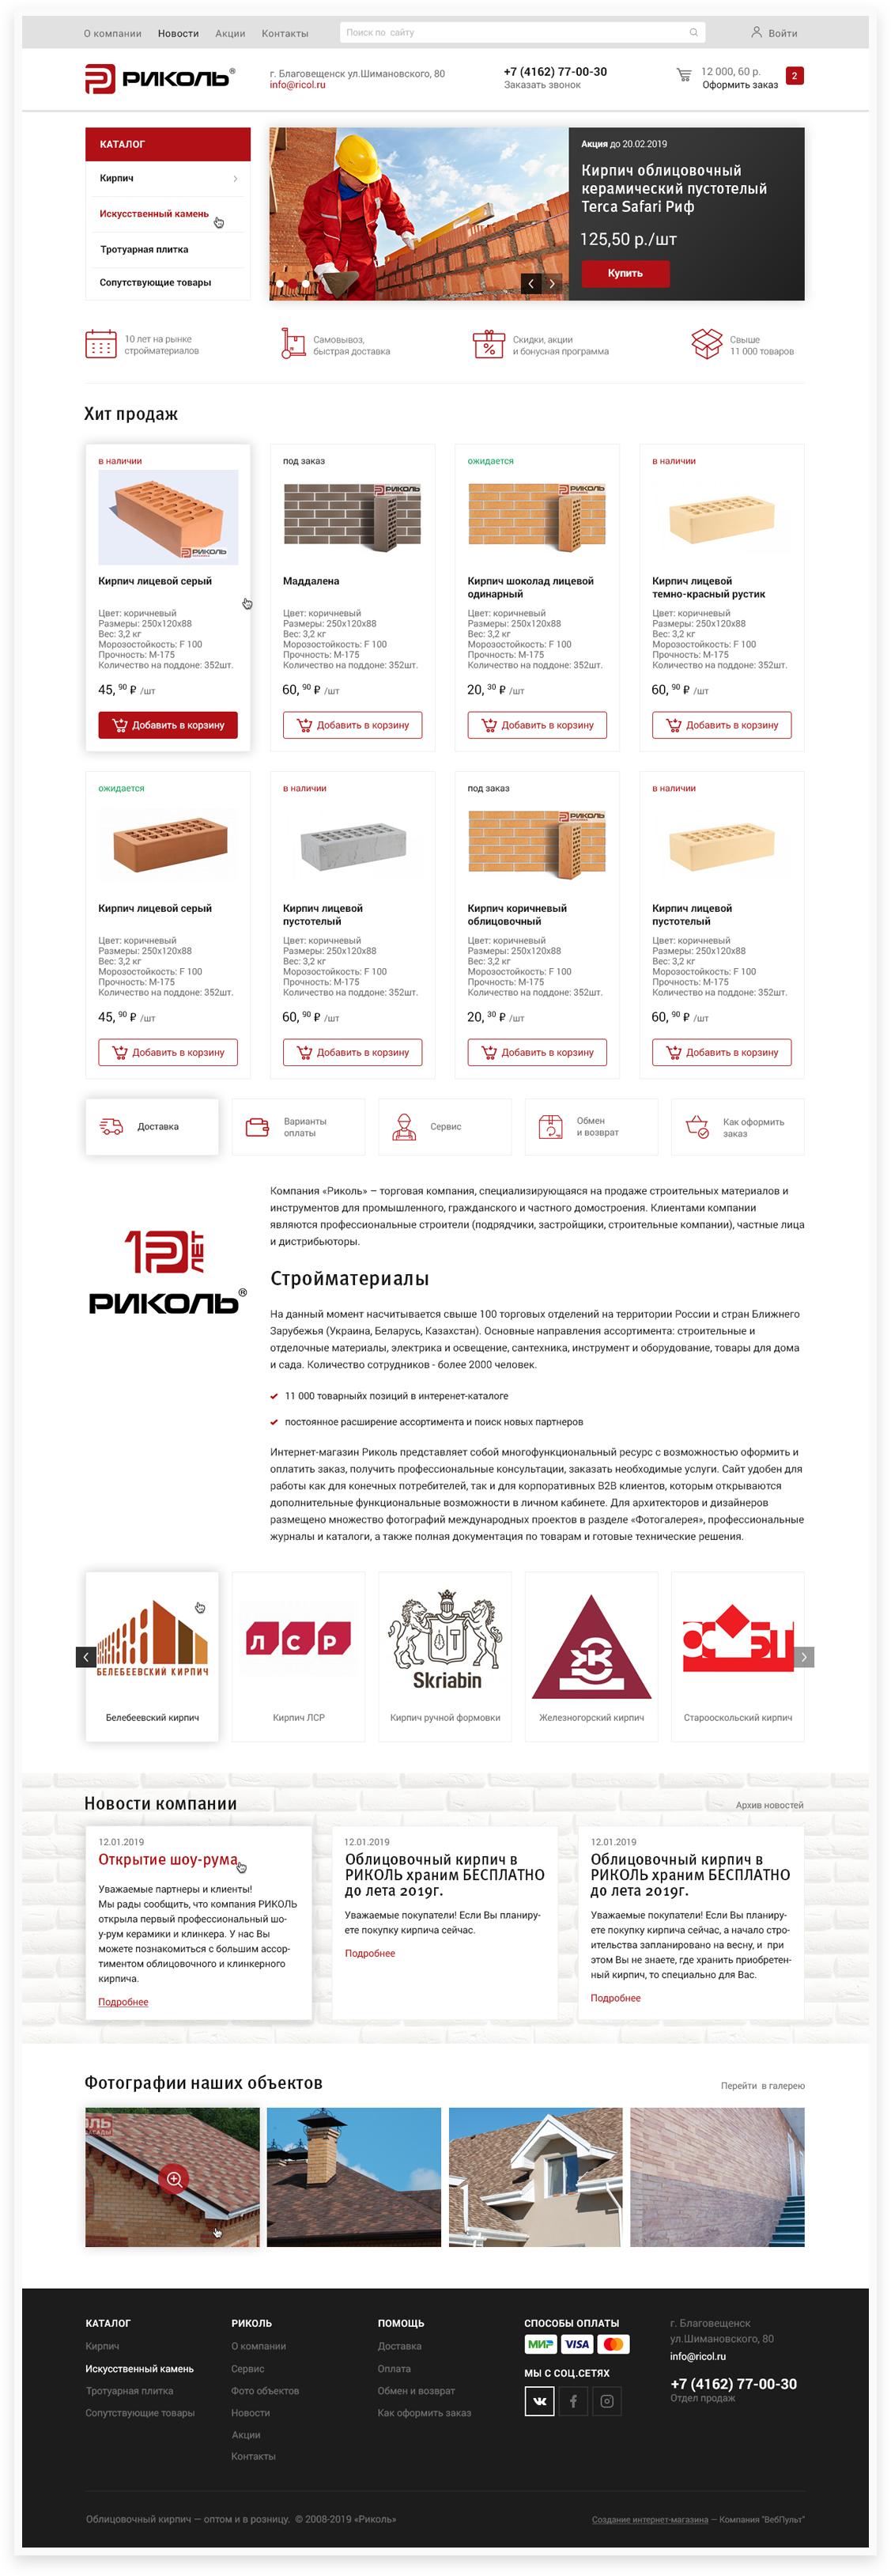 О компании
Новости
Акции
Контакты
Поиск по сайту
Войти
РИКОЛЬ®
г. Благовещенск ул.Шимановского, 80
info@ricol.ru
+7 (4162) 77-00-30
Заказать звонок
12 000, 60 р.
Оформить заказ
2
КАТАЛОГ
Кирпич
Искусственный камень
Тротуарная плитка
Сопутствующие товары
Акция до 20.02.2019
Кирпич облицовочный
керамический пустотелый
Terca Safari Риф
125,50 р./шт
Купить
10 лет на рынке
стройматериалов
Самовывоз,
быстрая доставка
Скидки, акции
и бонусная программа
Свыше
11 000 товаров
Хит продаж
в наличии
РИКОЛЬ
Кирпич лицевой серый
Цвет: коричневый
Размеры: 250х120х88
Вес: 3,2 кг
Морозостойкость: F 100
Прочность: М-175
Количество на поддоне: 352шт.
45, 90 ₽ /шт
Добавить в корзину
под заказ
РИКОЛЬ
Маддалена
Цвет: коричневый
Размеры: 250х120х88
Вес: 3,2 кг
Морозостойкость: F 100
Прочность: М-175
Количество на поддоне: 352шт.
60, 90 ₽ /шт
Добавить в корзину
ожидается
РИКОЛЬ
Кирпич шоколад лицевой
одинарный
Цвет: коричневый
Размеры: 250х120х88
Вес: 3,2 кг
Морозостойкость: F 100
Прочность: М-175
Количество на поддоне: 352шт.
20, 30 ₽ /шт
Добавить в корзину
в наличии
Кирпич лицевой
темно-красный рустик
Цвет: коричневый
Размеры: 250х120х88
Вес: 3,2 кг
Морозостойкость: F 100
Прочность: М-175
Количество на поддоне: 352шт.
60, 90 ₽ /шт
Добавить в корзину
ожидается
Кирпич лицевой серый
Цвет: коричневый
Размеры: 250х120х88
Вес: 3,2 кг
Морозостойкость: F 100
Прочность: М-175
Количество на поддоне: 352шт.
45, 90 ₽ /шт
Добавить в корзину
в наличии
Кирпич лицевой
пустотелый
Цвет: коричневый
Размеры: 250х120х88
Вес: 3,2 кг
Морозостойкость: F 100
Прочность: М-175
Количество на поддоне: 352шт.
60, 90 ₽ /шт
Добавить в корзину
под заказ
РИКОЛЬ
Кирпич коричневый
облицовочный
Цвет: коричневый
Размеры: 250х120х88
Вес: 3,2 кг
Морозостойкость: F 100
Прочность: М-175
Количество на поддоне: 352шт.
20, 30 ₽ /шт
Добавить в корзину
в наличии
Кирпич лицевой
пустотелый
Цвет: коричневый
Размеры: 250х120х88
Вес: 3,2 кг
Морозостойкость: F 100
Прочность: М-175
Количество на поддоне: 352шт.
60, 90 ₽ /шт
Добавить в корзину
Доставка
Варианты
оплаты
Сервис
Обмен
и возврат
Как оформить
заказ
ЛЕТ
РИКОЛЬ®
Компания «Риколь» – торговая компания, специализирующаяся на продаже строительных материалов и
инструментов для промышленного, гражданского и частного домостроения. Клиентами компании
являются профессиональные строители (подрядчики, застройщики, строительные компании), частные лица
и дистрибьюторы.
Стройматериалы
На данный момент насчитывается свыше 100 торговых отделений на территории России и стран Ближнего
Зарубежья (Украина, Беларусь, Казахстан). Основные направления ассортимента: строительные и
отделочные материалы, электрика и освещение, сантехника, инструмент и оборудование, товары для дома
и сада. Количество сотрудников - более 2000 человек.
11 000 товарныйх позиций в интеренет-каталоге
постоянное расширение ассортимента и поиск новых партнеров
Интернет-магазин Риколь представляет собой многофункциональный ресурс с возможностью оформить и
оплатить заказ, получить профессиональные консультации, заказать необходимые услуги. Сайт удобен для
работы как для конечных потребителей, так и для корпоративных B2B клиентов, которым открываются
дополнительные функциональные возможности в личном кабинете. Для архитекторов и дизайнеров
размещено множество фотографий международных проектов в разделе «Фотогалерея», профессиональные
журналы и каталоги, а также полная документация по товарам и готовые технические решения.
БЕЛЕБЕЕВСКИЙ КИРПИЧ
Белебеевский кирпич
ЛСР
Кирпич ЛСР
Skriabin
Кирпич ручной формовки
Железногорский кирпич
Старооскольский кирпич
Новости компании
Архив новостей
12.01.2019
Открытие шоу-рума
Уважаемые партнеры и клиенты!
Мы рады сообщить, что компания РИКОЛЬ
открыла первый профессиональный шо-
у-рум керамики и клинкера. У нас Вы
можете познакомиться с большим ассор-
тиментом облицовочного и клинкерного
кирпича.
Подробнее
12.01.2019
Облицовочный кирпич в
РИКОЛЬ храним БЕСПЛАТНО
до лета 2019г.
Уважаемые покупатели! Если Вы планиру-
ете покупку кирпича сейчас.
Подробнее
12.01.2019
Облицовочный кирпич в
РИКОЛЬ храним БЕСПЛАТНО
до лета 2019г.
Уважаемые покупатели! Если Вы планиру-
ете покупку кирпича сейчас, а начало стро-
ительства запланировано на весну, и при
этом Вы не знаете, где хранить приобретен-
ный кирпич, то специально для Вас.
Подробнее
Фотографии наших объектов
Перейти в галерею
КАТАЛОГ
Кирпич
Искусственный камень
Тротуарная плитка
Сопутствующие товары
РИКОЛЬ
О компании
Сервис
Фото объектов
Новости
Акции
Контакты
ПОМОЩЬ
Доставка
Оплата
Обмен и возврат
Как оформить заказ
СПОСОБЫ ОПЛАТЫ
МИР
VISA
MasterCard
МЫ С СОЦ.СЕТЯХ
г. Благовещенск
ул.Шимановского, 80
info@ricol.ru
+7 (4162) 77-00-30
Отдел продаж
Облицовочный кирпич — оптом и в розницу. © 2008-2019 «Риколь»
Создание интернет-магазина — Компания "ВебПульт"